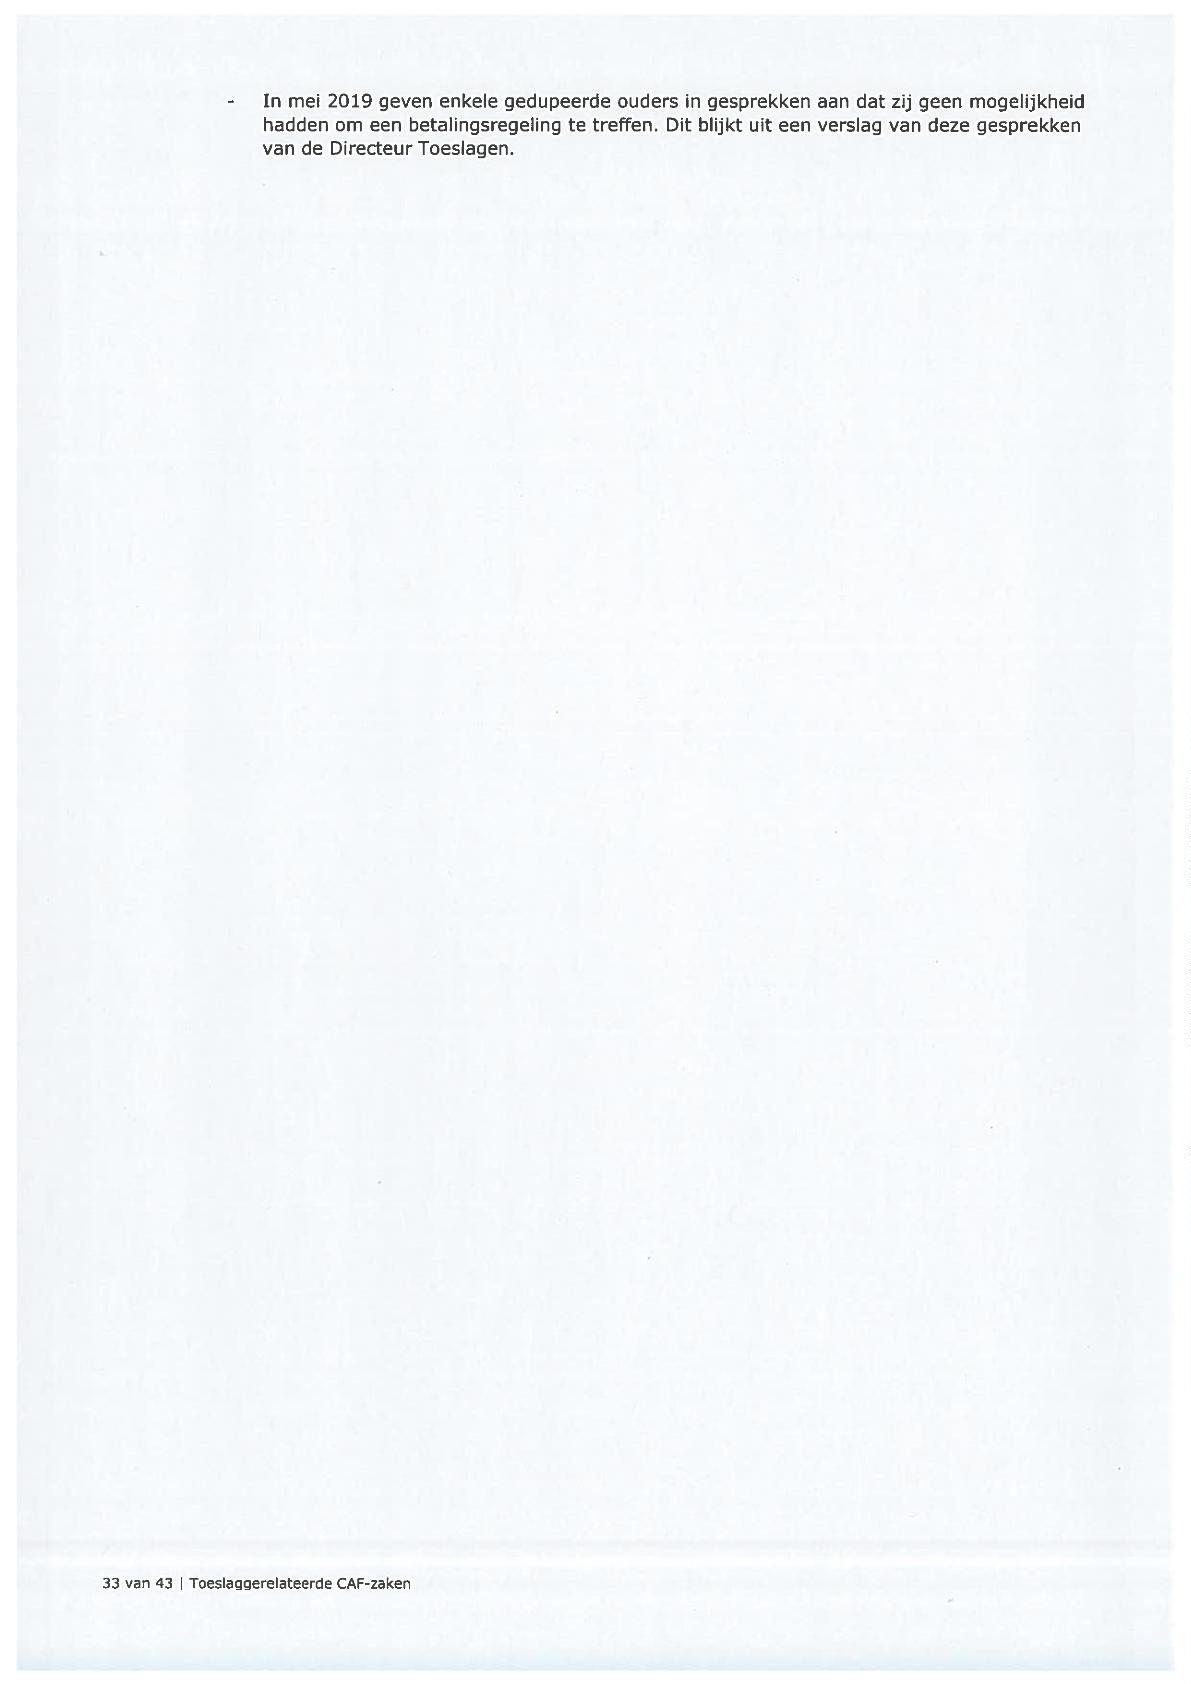 - In mei 2019 geven enkele gedupeerde ouders in gesprekken aan dat zij geen mogelijkheid
hadden om een betalingsregeling te treffen. Dit blijkt uit een verslag van deze gesprekken
van de Directeur Toeslagen.
33 van 43 | Toeslaggerelateerde CAF-zaken